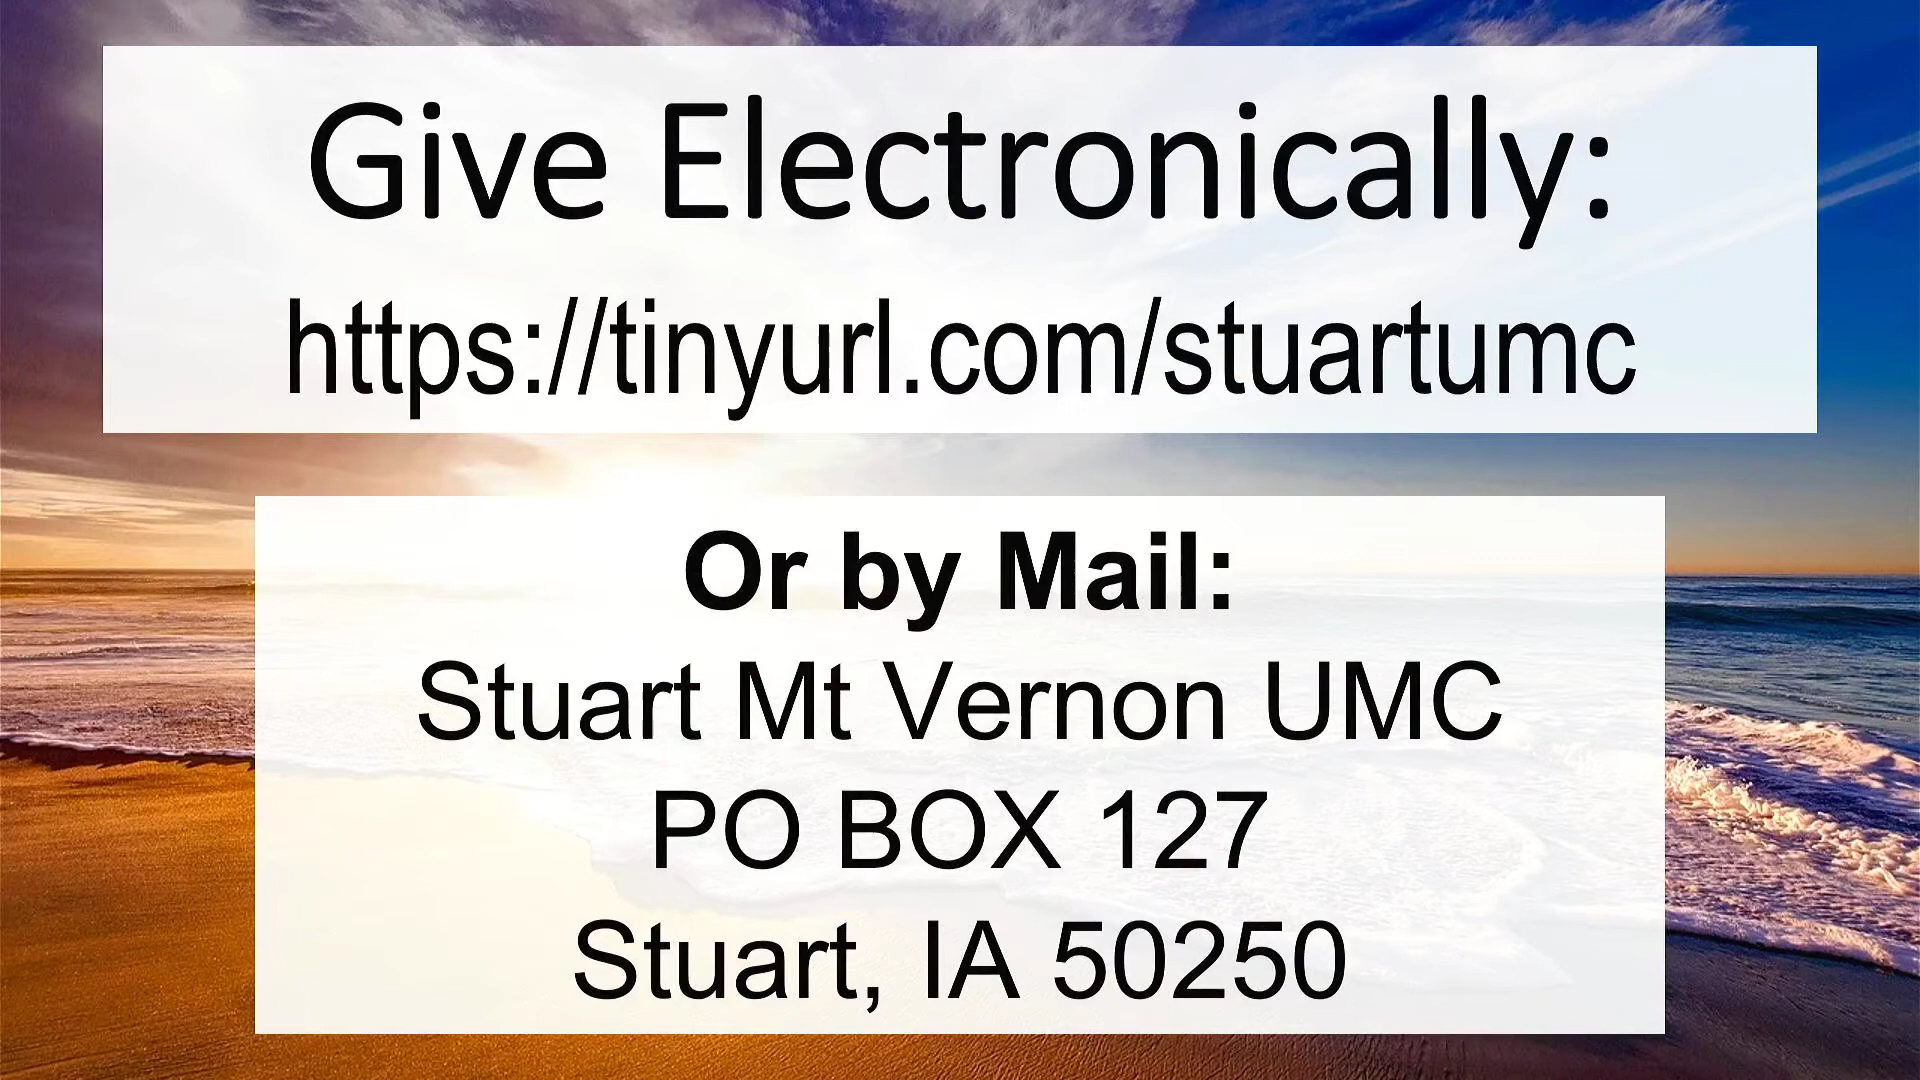 Give Electronically:
https://tinyurl.com/stuartumc
Or by Mail:
Stuart Mt Vernon UMC
PO BOX 127
Stuart, IA 50250